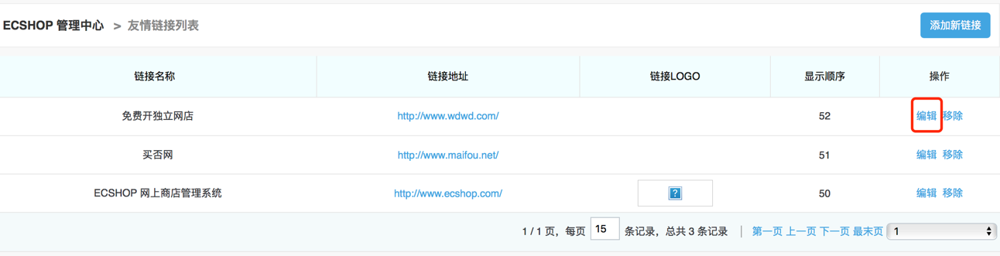 ECSHOP 管理中心 > 友情链接列表 添加新链接
链接名称 链接地址 链接LOGO 显示顺序 操作
免费开独立网店 http://www.wdwd.com/ 52 编辑 移除
买否网 http://www.maifou.net/ 51 编辑 移除
ECSHOP 网上商店管理系统 http://www.ecshop.com/ ? 50 编辑 移除
1 / 1 页，每页 15 条记录，总共 3 条记录 | 第一页 上一页 下一页 最末页 1